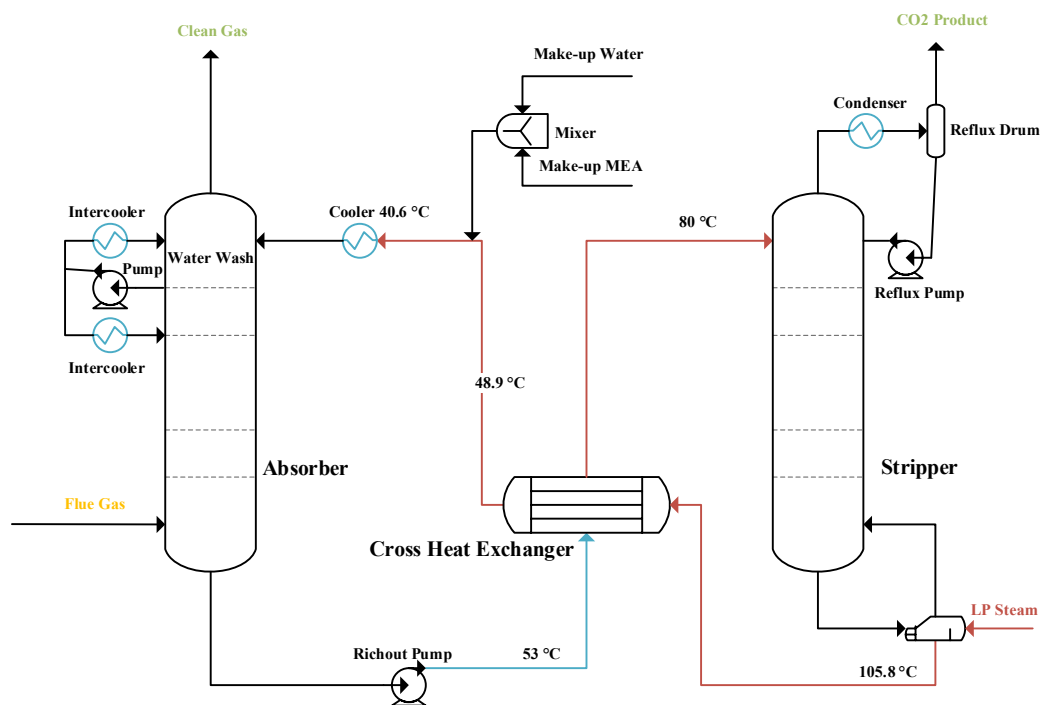 CO2 Product
Clean Gas
Make-up Water
Condenser
Mixer
Reflux Drum
Make-up MEA
Intercooler
Cooler 40.6 °C
80 °C
Water Wash
Pump
Reflux Pump
Intercooler
48.9 °C
Absorber
Stripper
Flue Gas
Cross Heat Exchanger
LP Steam
Richout Pump
53 °C
105.8 °C